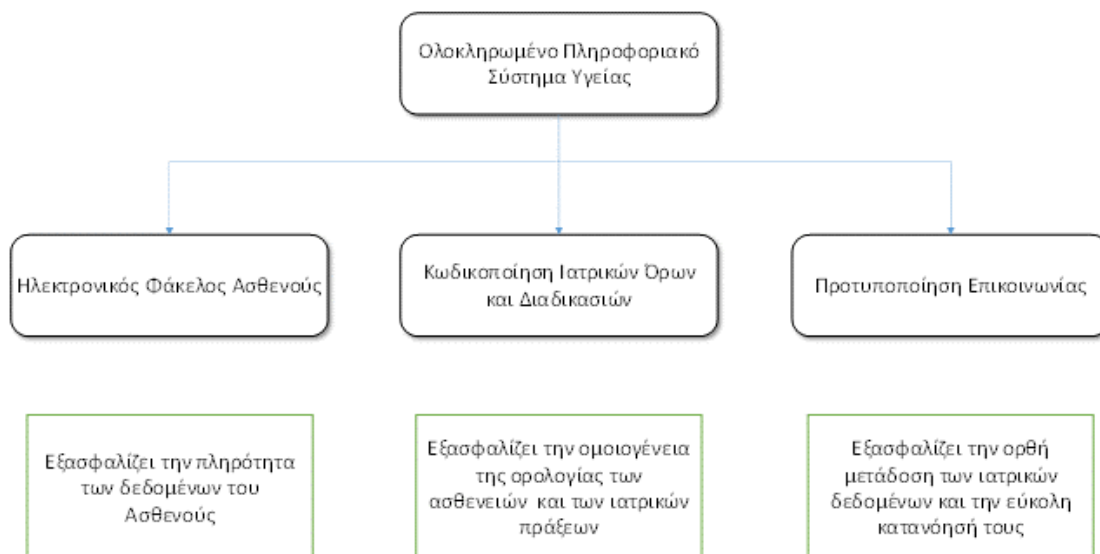 Ολοκληρωμένο Πληροφοριακό
Σύστημα Υγείας
Ηλεκτρονικός Φάκελος Ασθενούς
Κωδικοποίηση Ιατρικών Όρων
και Διαδικασιών
Προτυποποίηση Επικοινωνίας
Εξασφαλίζει την πληρότητα
των δεδομένων του
Ασθενούς
Εξασφαλίζει την ομοιογένεια
της ορολογίας των
ασθενειών και των ιατρικών
πράξεων
Εξασφαλίζει την ορθή
μετάδοση των ιατρικών
δεδομένων και την εύκολη
κατανόησή τους